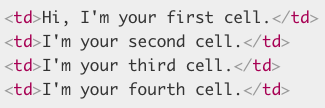 <td>Hi, I'm your first cell.</td>
<td>I'm your second cell.</td>
<td>I'm your third cell.</td>
<td>I'm your fourth cell.</td>